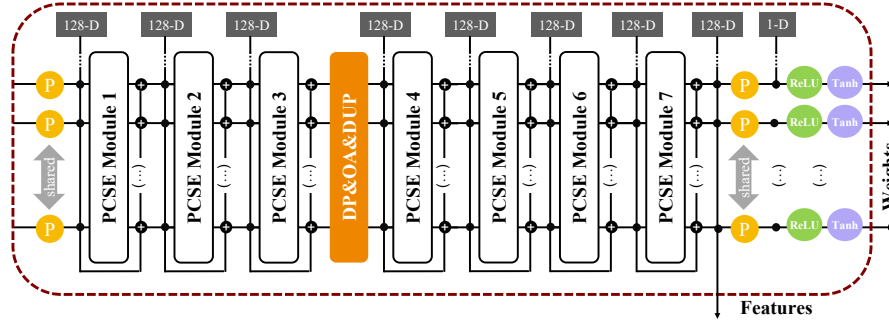 128-D 128-D 128-D 128-D 128-D 128-D 128-D 128-D 1-D
P P ReLU Tanh
P P ReLU Tanh
P P ReLU Tanh
shared
PCSE Module 1
(...)
PCSE Module 2
(...)
PCSE Module 3
(...)
DP&OA&DUP
PCSE Module 4
(...)
PCSE Module 5
(...)
PCSE Module 6
(...)
PCSE Module 7
(...)
shared
(...)
(...)
Weights
Features